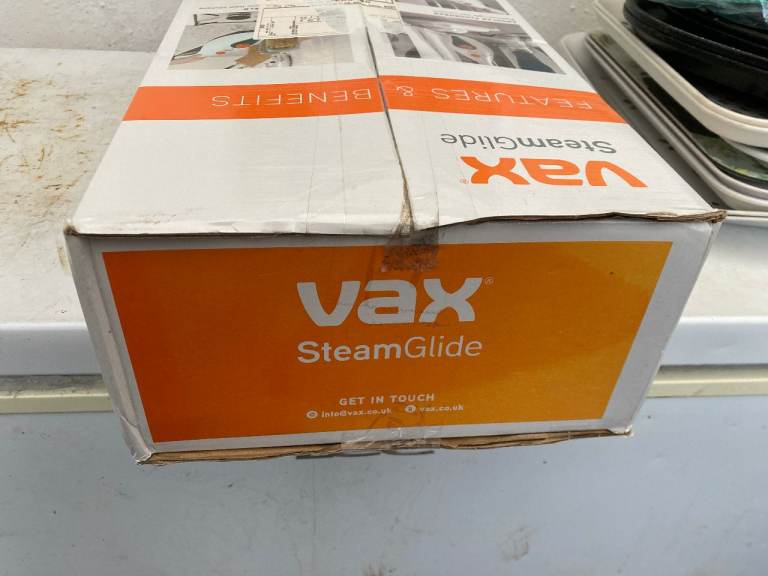 FEATURES & BENEFITS
vax
SteamGlide
vax
SteamGlide
GET IN TOUCH
info@vax.co.uk vax.co.uk